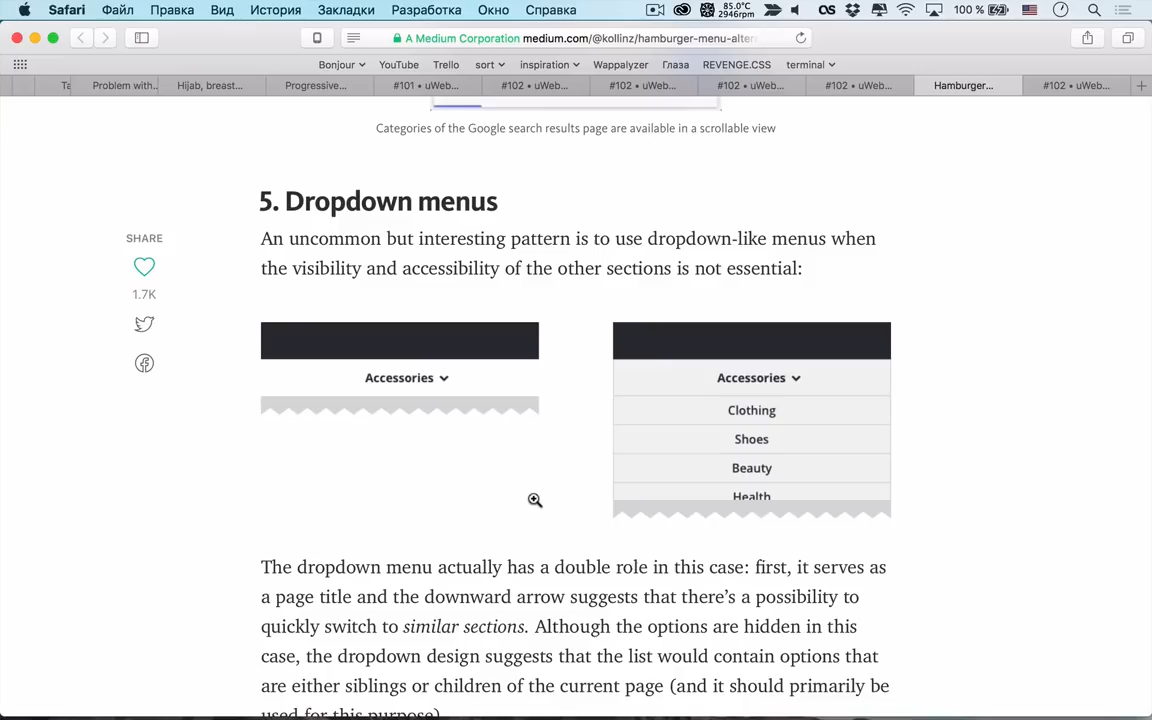 Safari Файл Правка Вид История Закладки Разработка Окно Справка 85.0°C 2946rpm 100 %
A Medium Corporation medium.com/@kollinz/hamburger-menu-alter
Bonjour YouTube Trello sort inspiration Wappalyzer Глаза REVENGE.CSS terminal
Ta Problem with... Hijab, breast... Progressive... #101 • uWeb... #102 • uWeb... #102 • uWeb... #102 • uWeb... #102 • uWeb... Hamburger... #102 • uWeb...
Categories of the Google search results page are available in a scrollable view
5. Dropdown menus
SHARE
1.7K
An uncommon but interesting pattern is to use dropdown-like menus when
the visibility and accessibility of the other sections is not essential:
Accessories
Accessories
Clothing
Shoes
Beauty
Health
The dropdown menu actually has a double role in this case: first, it serves as
a page title and the downward arrow suggests that there's a possibility to
quickly switch to similar sections. Although the options are hidden in this
case, the dropdown design suggests that the list would contain options that
are either siblings or children of the current page (and it should primarily be
used for this purpose)